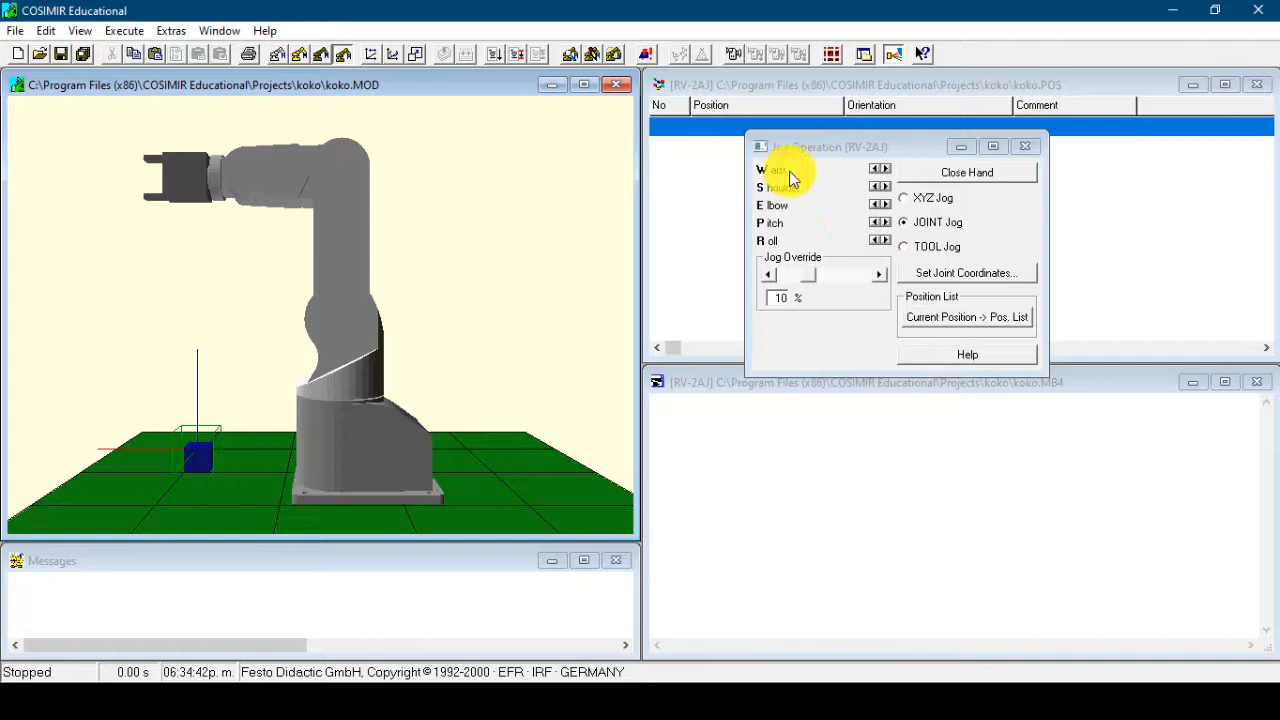 COSIMIR Educational
File Edit View Execute Extras Window Help
C:\Program Files (x86)\COSIMIR Educational\Projects\koko\koko.MOD
[RV-2AJ] C:\Program Files (x86)\COSIMIR Educational\Projects\koko\koko.POS
No Position Orientation Comment
Jog Operation (RV-2AJ)
W aist
S houlder
E lbow
P itch
R oll
Jog Override
10 %
Close Hand
XYZ Jog
JOINT Jog
TOOL Jog
Set Joint Coordinates...
Position List
Current Position -> Pos. List
Help
[RV-2AJ] C:\Program Files (x86)\COSIMIR Educational\Projects\koko\koko.MB4
Messages
Stopped 0.00 s 06:34:42p. m. Festo Didactic GmbH, Copyright © 1992-2000 · EFR · IRF · GERMANY